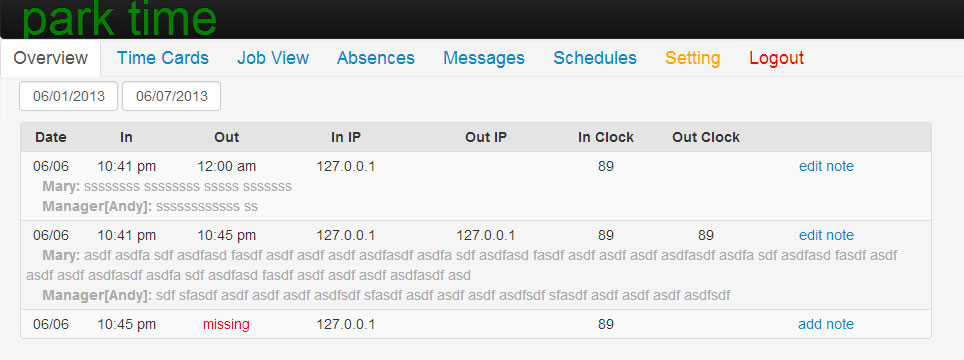 park time
Overview Time Cards Job View Absences Messages Schedules Setting Logout
06/01/2013 06/07/2013
Date In Out In IP Out IP In Clock Out Clock
06/06 10:41 pm 12:00 am 127.0.0.1 89 edit note
Mary: ssssssss ssssssss sssss sssssss
Manager[Andy]: ssssssssssss ss
06/06 10:41 pm 10:45 pm 127.0.0.1 127.0.0.1 89 89 edit note
Mary: asdf asdfa sdf asdfasd fasdf asdf asdf asdf asdf asdfasdf asdfa sdf asdfasd fasdf asdf asdf asdf asdf asdfasdf asdfa sdf asdfasd fasdf asdf
asdf asdf asdfasdf asdfa sdf asdfasd fasdf asdf asdf asdf asdf asdfasdf asd
Manager[Andy]: sdf sfasdf asdf asdf asdf asdfsdf sfasdf asdf asdf asdf asdfsdf sfasdf asdf asdf asdf asdfsdf
06/06 10:45 pm missing 127.0.0.1 89 add note